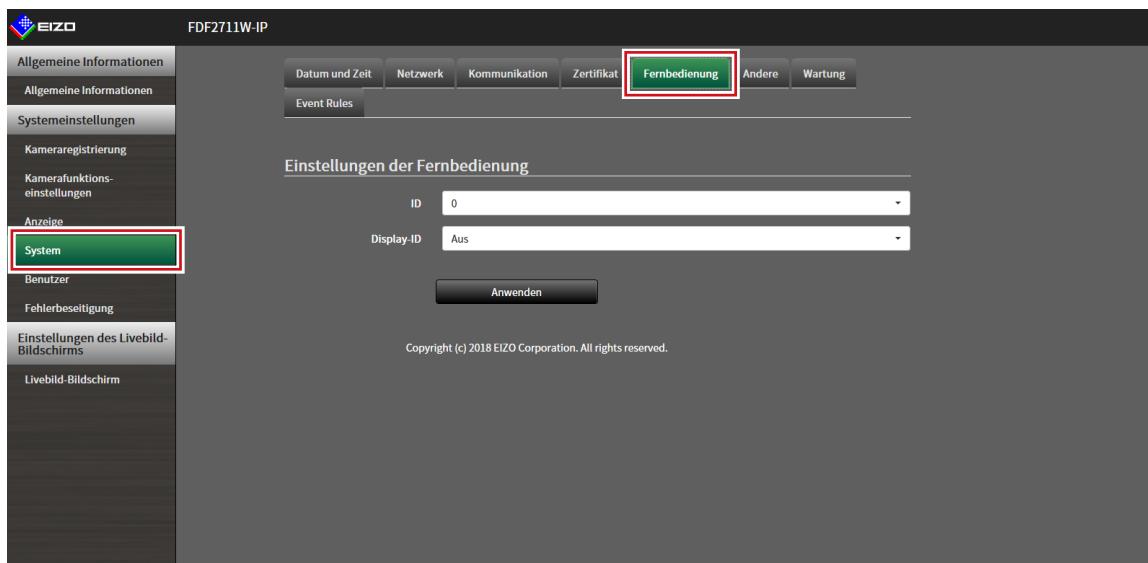 EIZO
FDF2711W-IP
Allgemeine Informationen
Allgemeine Informationen
Systemeinstellungen
Kameraregistrierung
Kamerafunktions-
einstellungen
Anzeige
System
Benutzer
Fehlerbeseitigung
Einstellungen des Livebild-
Bildschirms
Livebild-Bildschirm
Datum und Zeit Netzwerk Kommunikation Zertifikat Fernbedienung Andere Wartung
Event Rules
Einstellungen der Fernbedienung
ID 0
Display-ID Aus
Anwenden
Copyright (c) 2018 EIZO Corporation. All rights reserved.